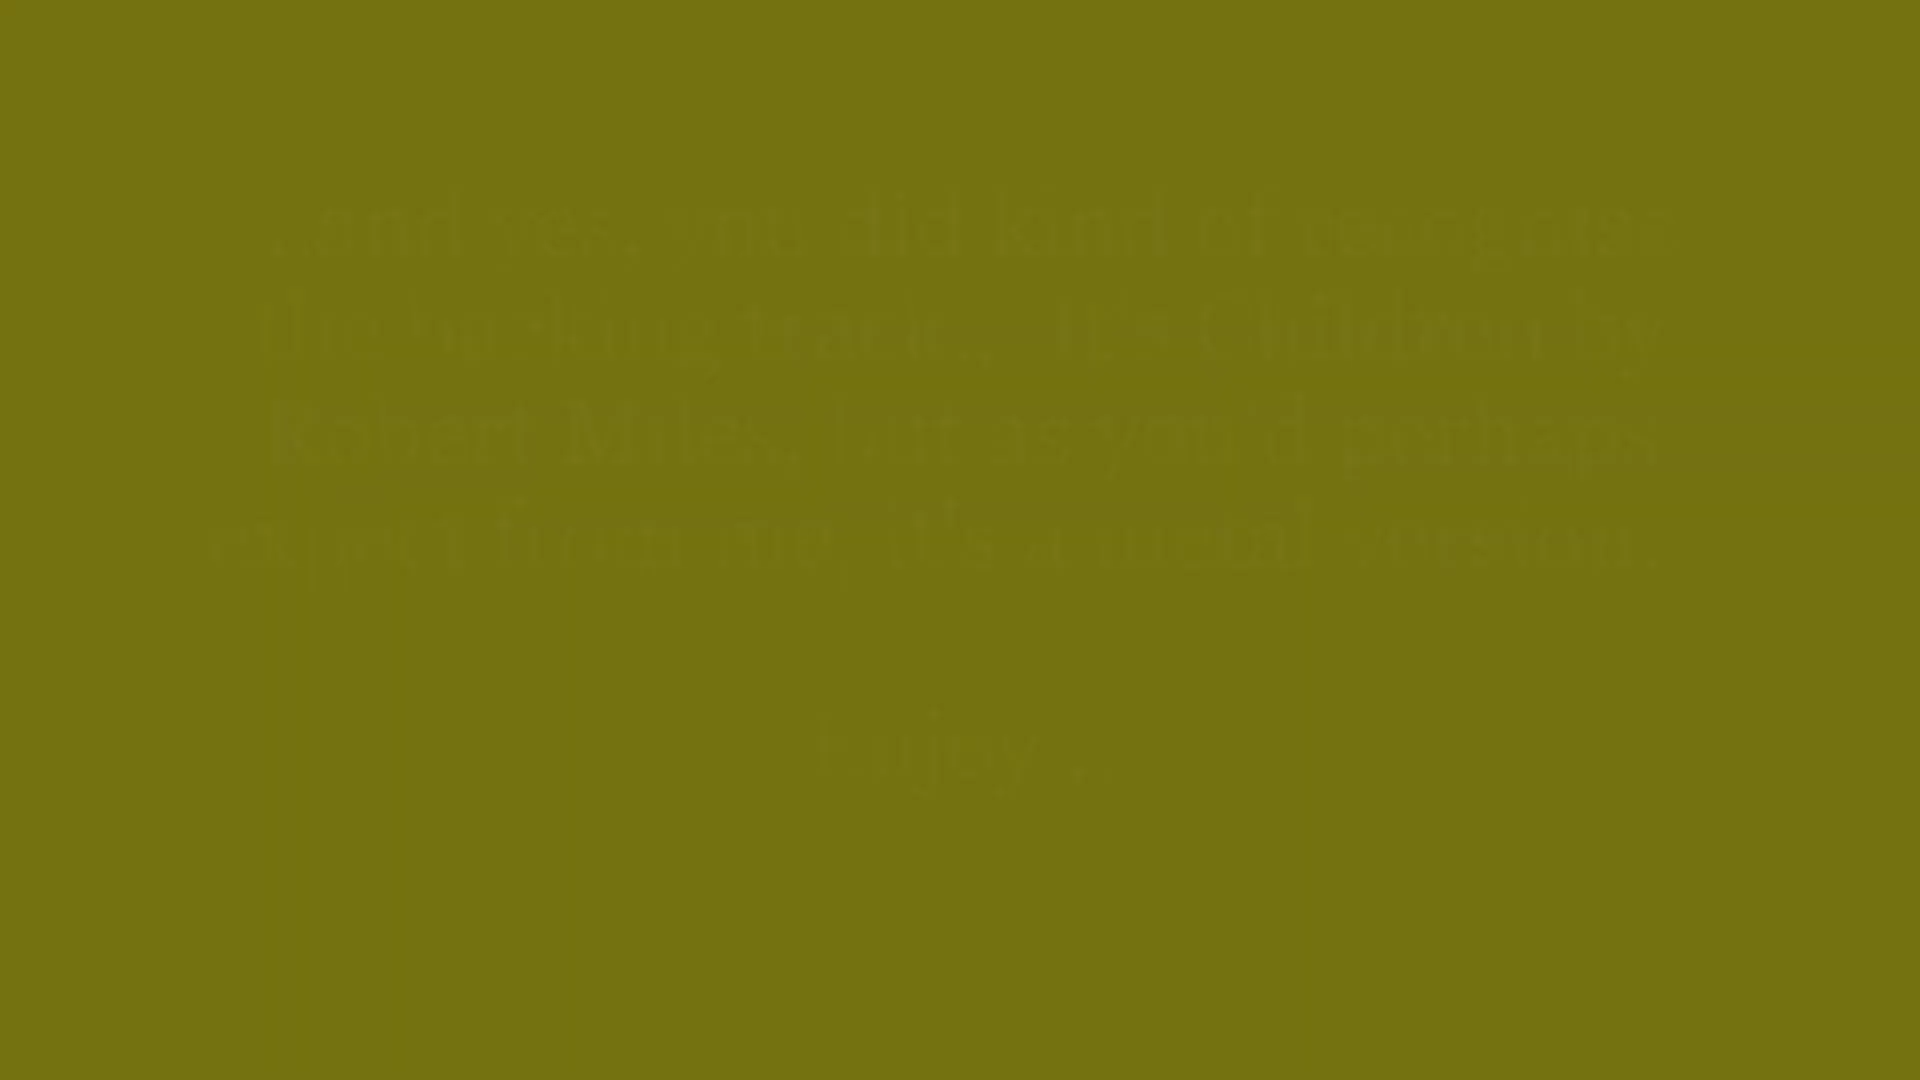 ..and yes, you did kind of recognise
the backing track.. It's Children by
Robert Miles, but as you'd perhaps
expect from me, it's a metal version.
Enjoy ..